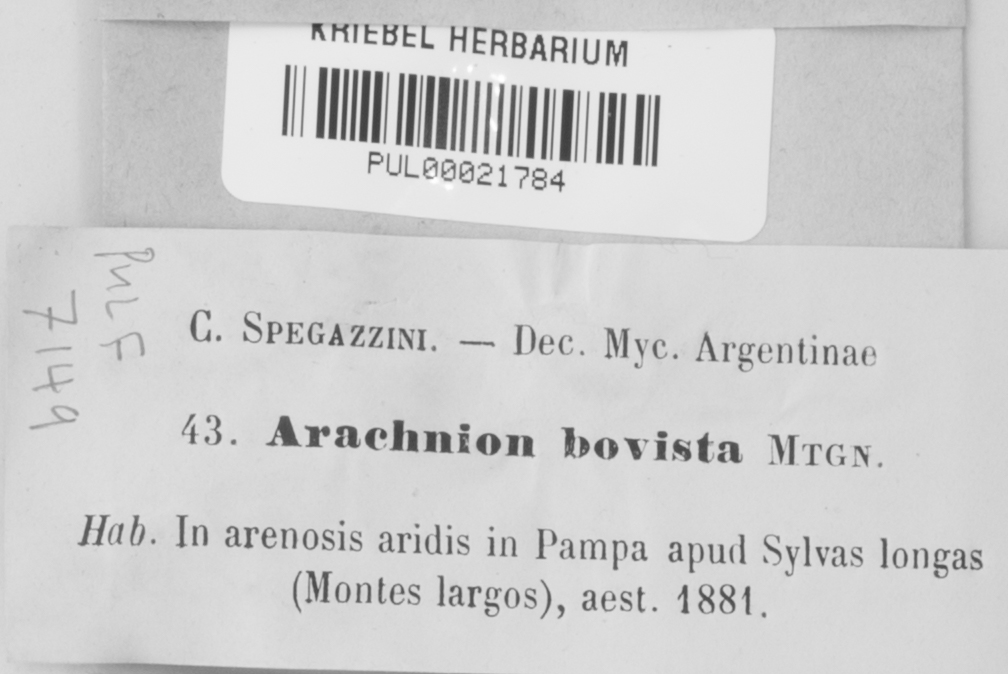 KRIEBEL HERBARIUM
PUL00021784
PUL F
7149
C. SPEGAZZINI. — Dec. Myc. Argentinae
43. Arachnion bovista MTGN.
Hab. In arenosis aridis in Pampa apud Sylvas longas
(Montes largos), aest. 1881.